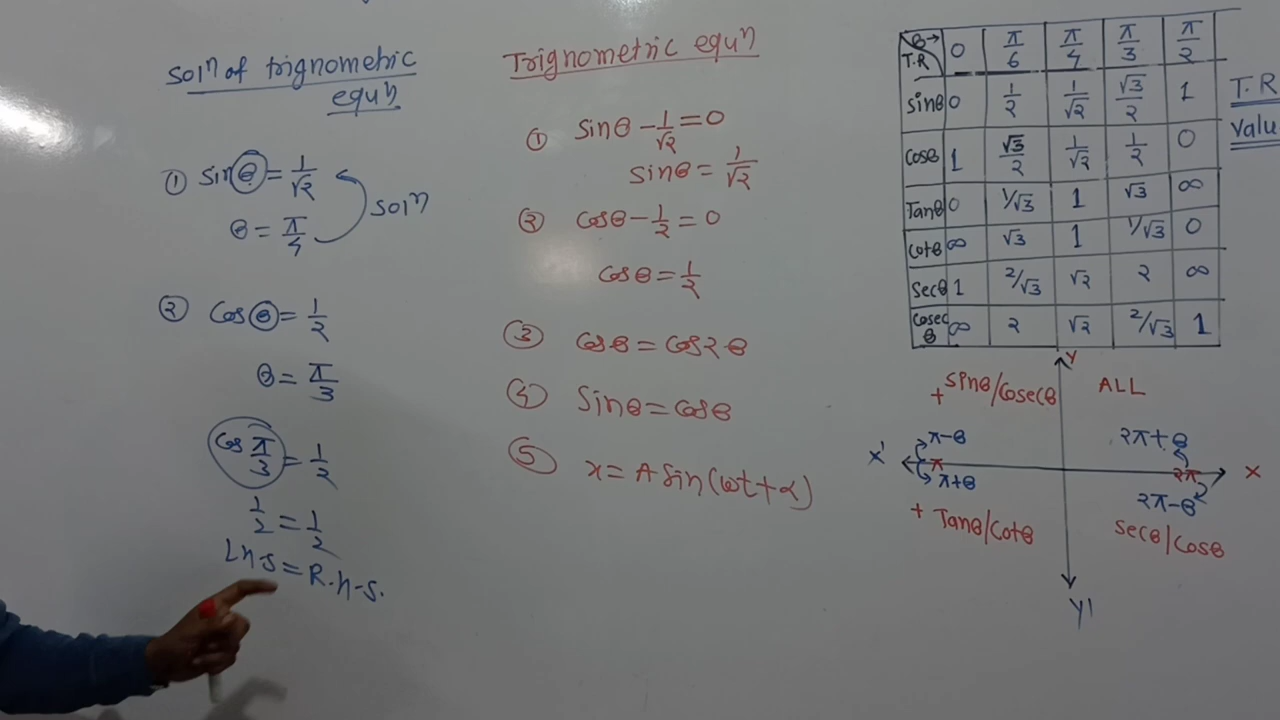 Solⁿ of trignometric
equⁿ
① sinθ = 1/√2
θ = π/4
solⁿ
② Cosθ = 1/2
θ = π/3
Cos π/3 = 1/2
1/2 = 1/2
L.H.S = R.H.S.
Trignometric equⁿ
① Sinθ - 1/√2 = 0
Sinθ = 1/√2
② Cosθ - 1/2 = 0
Cosθ = 1/2
③ Cosθ = Cos2θ
④ Sinθ = Cosθ
⑤ x = A Sin(ωt+α)
θ→ T.R 0 π/6 π/4 π/3 π/2
Sinθ 0 1/2 1/√2 √3/2 1
Cosθ 1 √3/2 1/√2 1/2 0
Tanθ 0 1/√3 1 √3 ∞
Cotθ ∞ √3 1 1/√3 0
Secθ 1 2/√3 √2 2 ∞
Cosecθ ∞ 2 √2 2/√3 1
T.R
Valu
Y
+ Sinθ/Cosecθ ALL
π-θ 2π+θ
X' π 2π X
π+θ 2π-θ
+ Tanθ/Cotθ Secθ/Cosθ
Y'